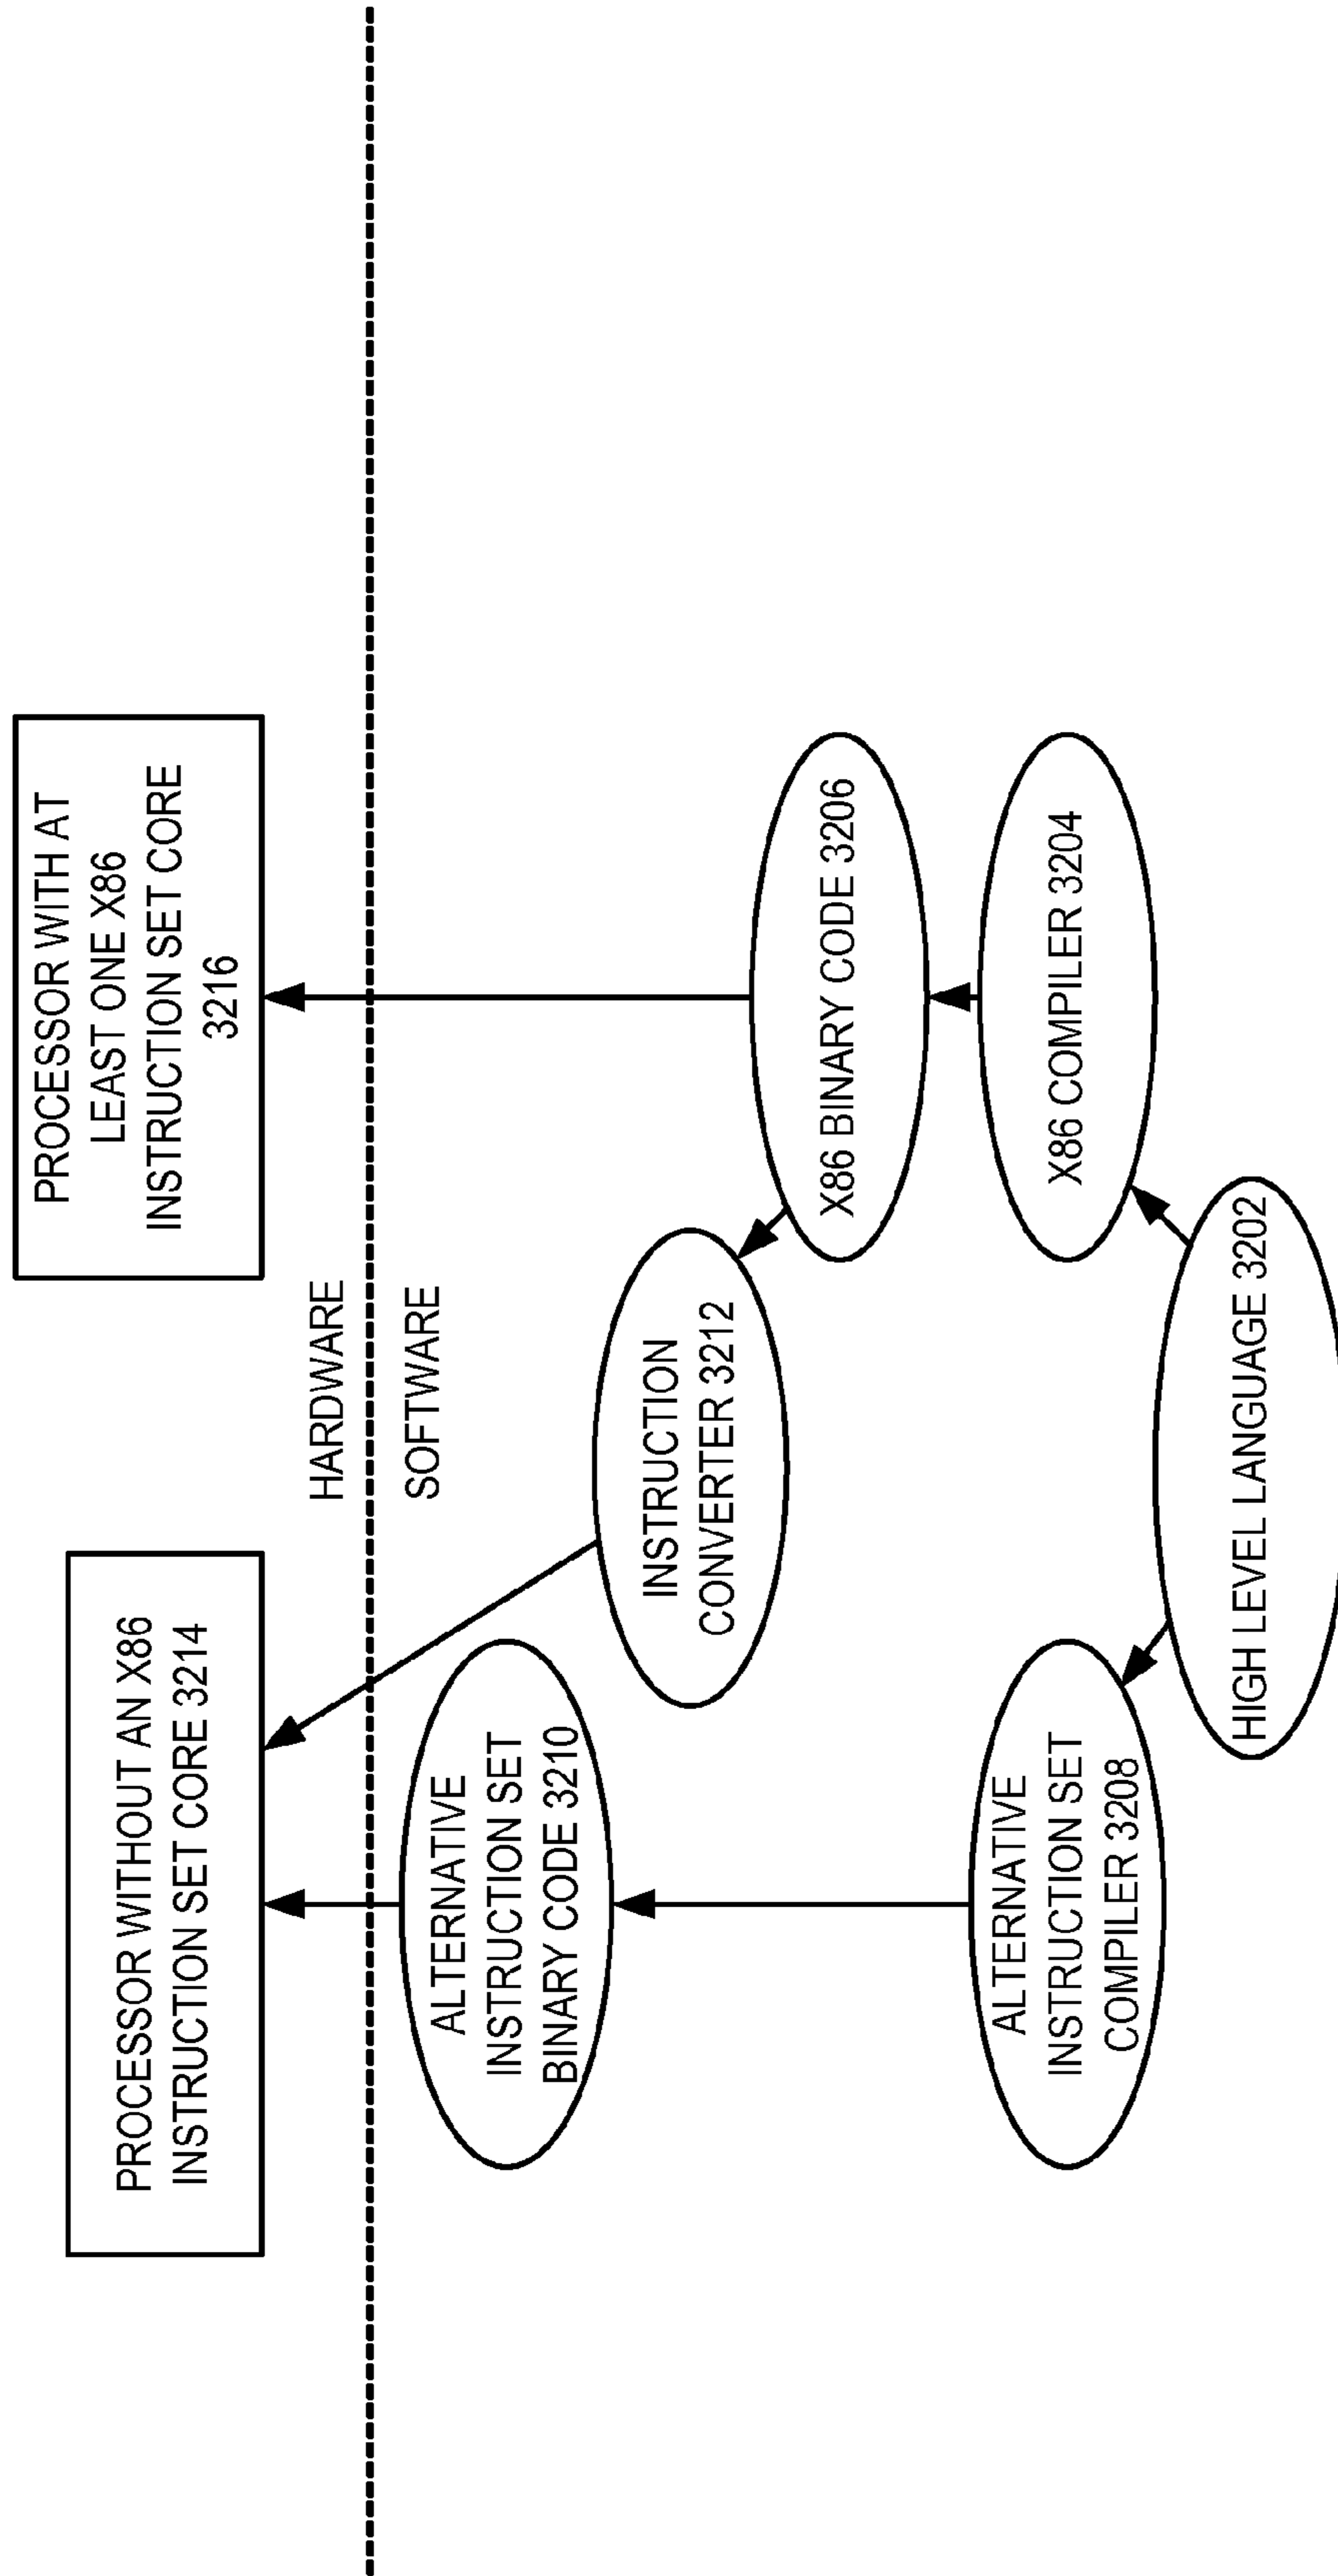 PROCESSOR WITHOUT AN X86
INSTRUCTION SET CORE 3214
PROCESSOR WITH AT
LEAST ONE X86
INSTRUCTION SET CORE
3216
HARDWARE
SOFTWARE
ALTERNATIVE
INSTRUCTION SET
BINARY CODE 3210
INSTRUCTION
CONVERTER 3212
X86 BINARY CODE 3206
ALTERNATIVE
INSTRUCTION SET
COMPILER 3208
X86 COMPILER 3204
HIGH LEVEL LANGUAGE 3202